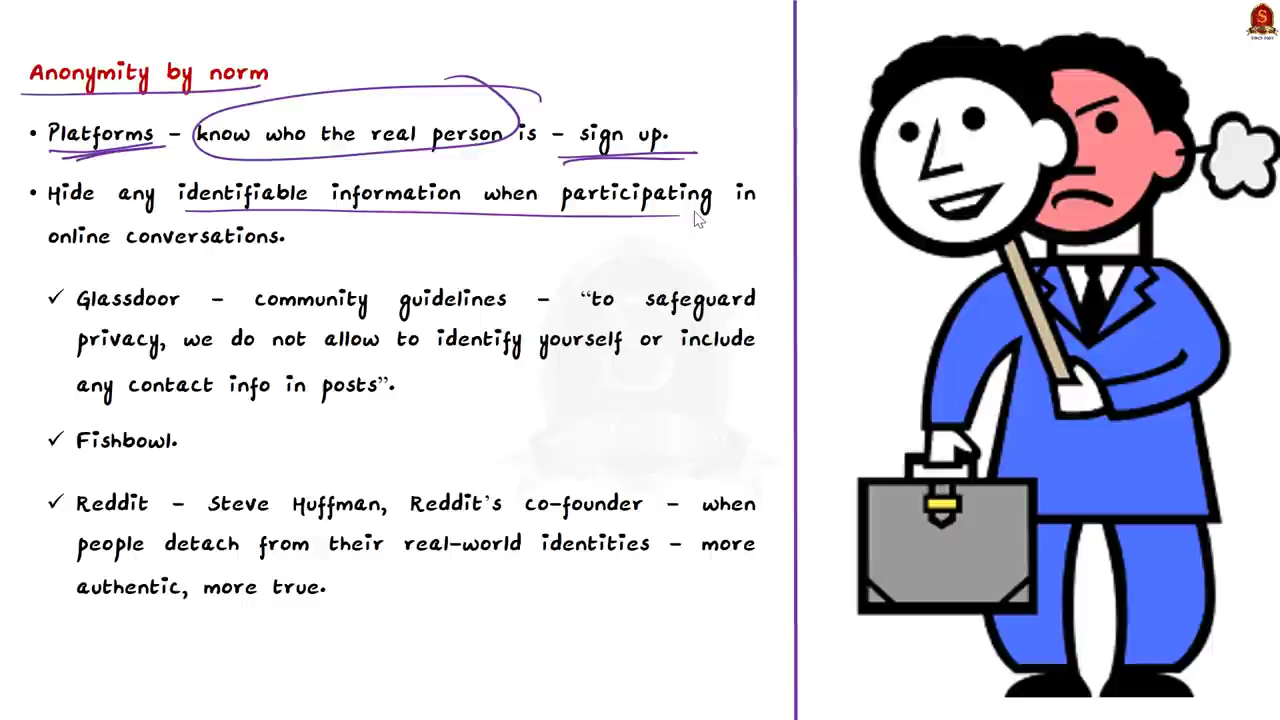 Anonymity by norm
• Platforms – know who the real person is – sign up.
• Hide any identifiable information when participating in
online conversations.
✓ Glassdoor – community guidelines – “to safeguard
privacy, we do not allow to identify yourself or include
any contact info in posts”.
✓ Fishbowl.
✓ Reddit – Steve Huffman, Reddit’s co-founder – when
people detach from their real-world identities – more
authentic, more true.